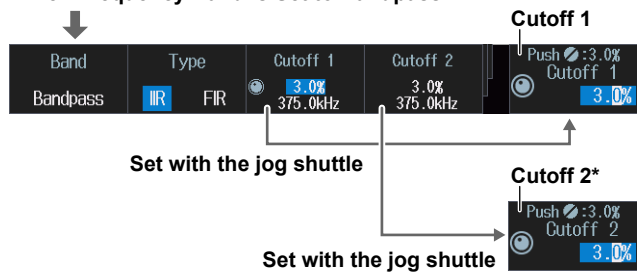 Cutoff 1
Band Type Cutoff 1 Cutoff 2
Bandpass IIR FIR 3.0% 3.0%
375.0kHz 375.0kHz
Push :3.0%
Cutoff 1
3.0%
Set with the jog shuttle
Cutoff 2*
Push :3.0%
Cutoff 2
3.0%
Set with the jog shuttle